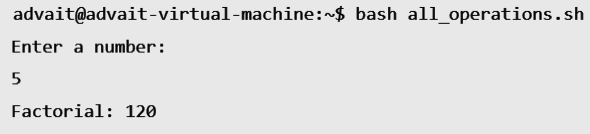 advait@advait-virtual-machine:~$ bash all_operations.sh
Enter a number:
5
Factorial: 120